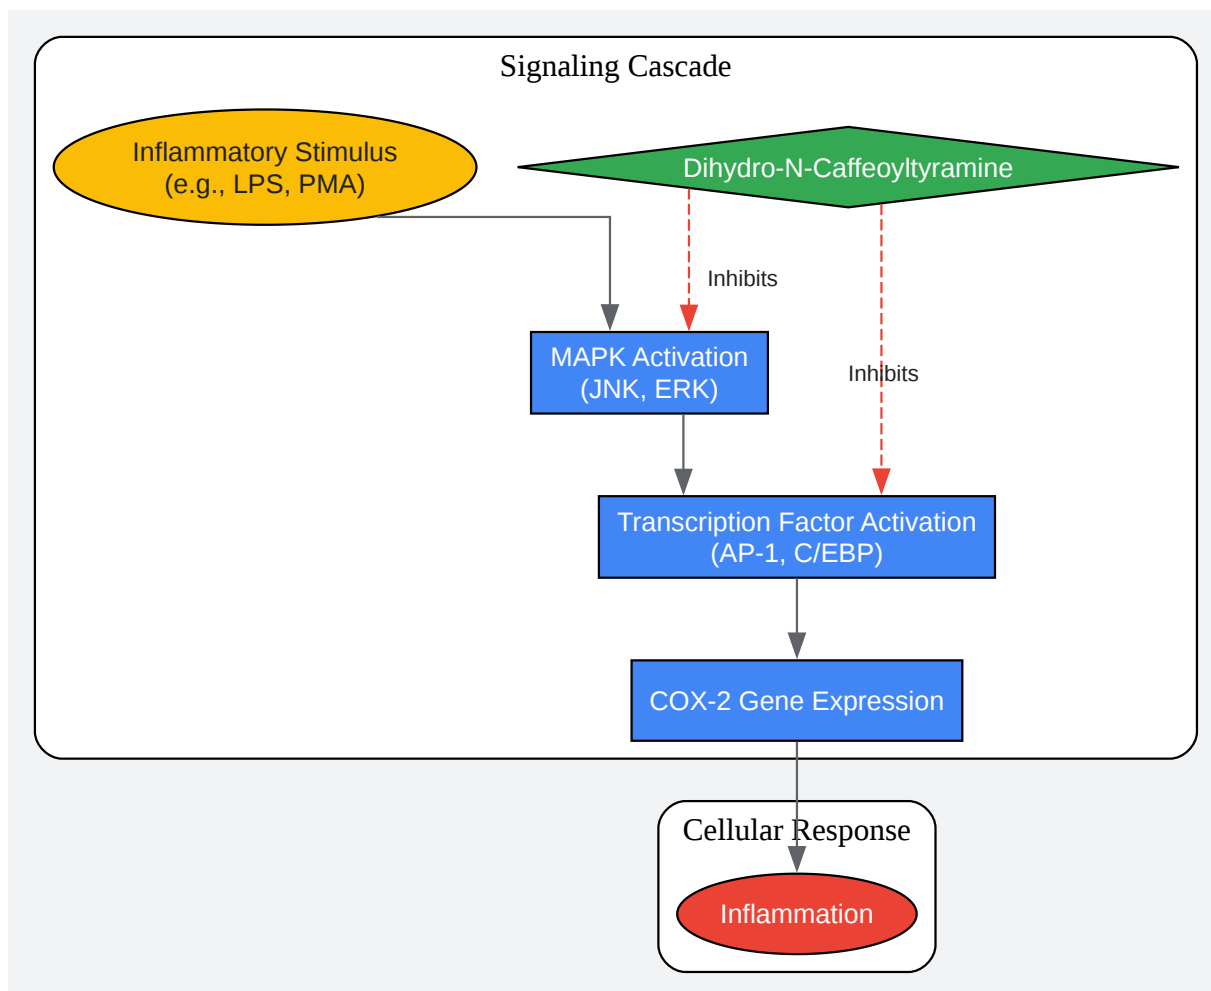 Signaling Cascade
Inflammatory Stimulus
(e.g., LPS, PMA)
Dihydro-N-Caffeoyltyramine
Inhibits
MAPK Activation
(JNK, ERK)
Inhibits
Transcription Factor Activation
(AP-1, C/EBP)
COX-2 Gene Expression
Cellular Response
Inflammation